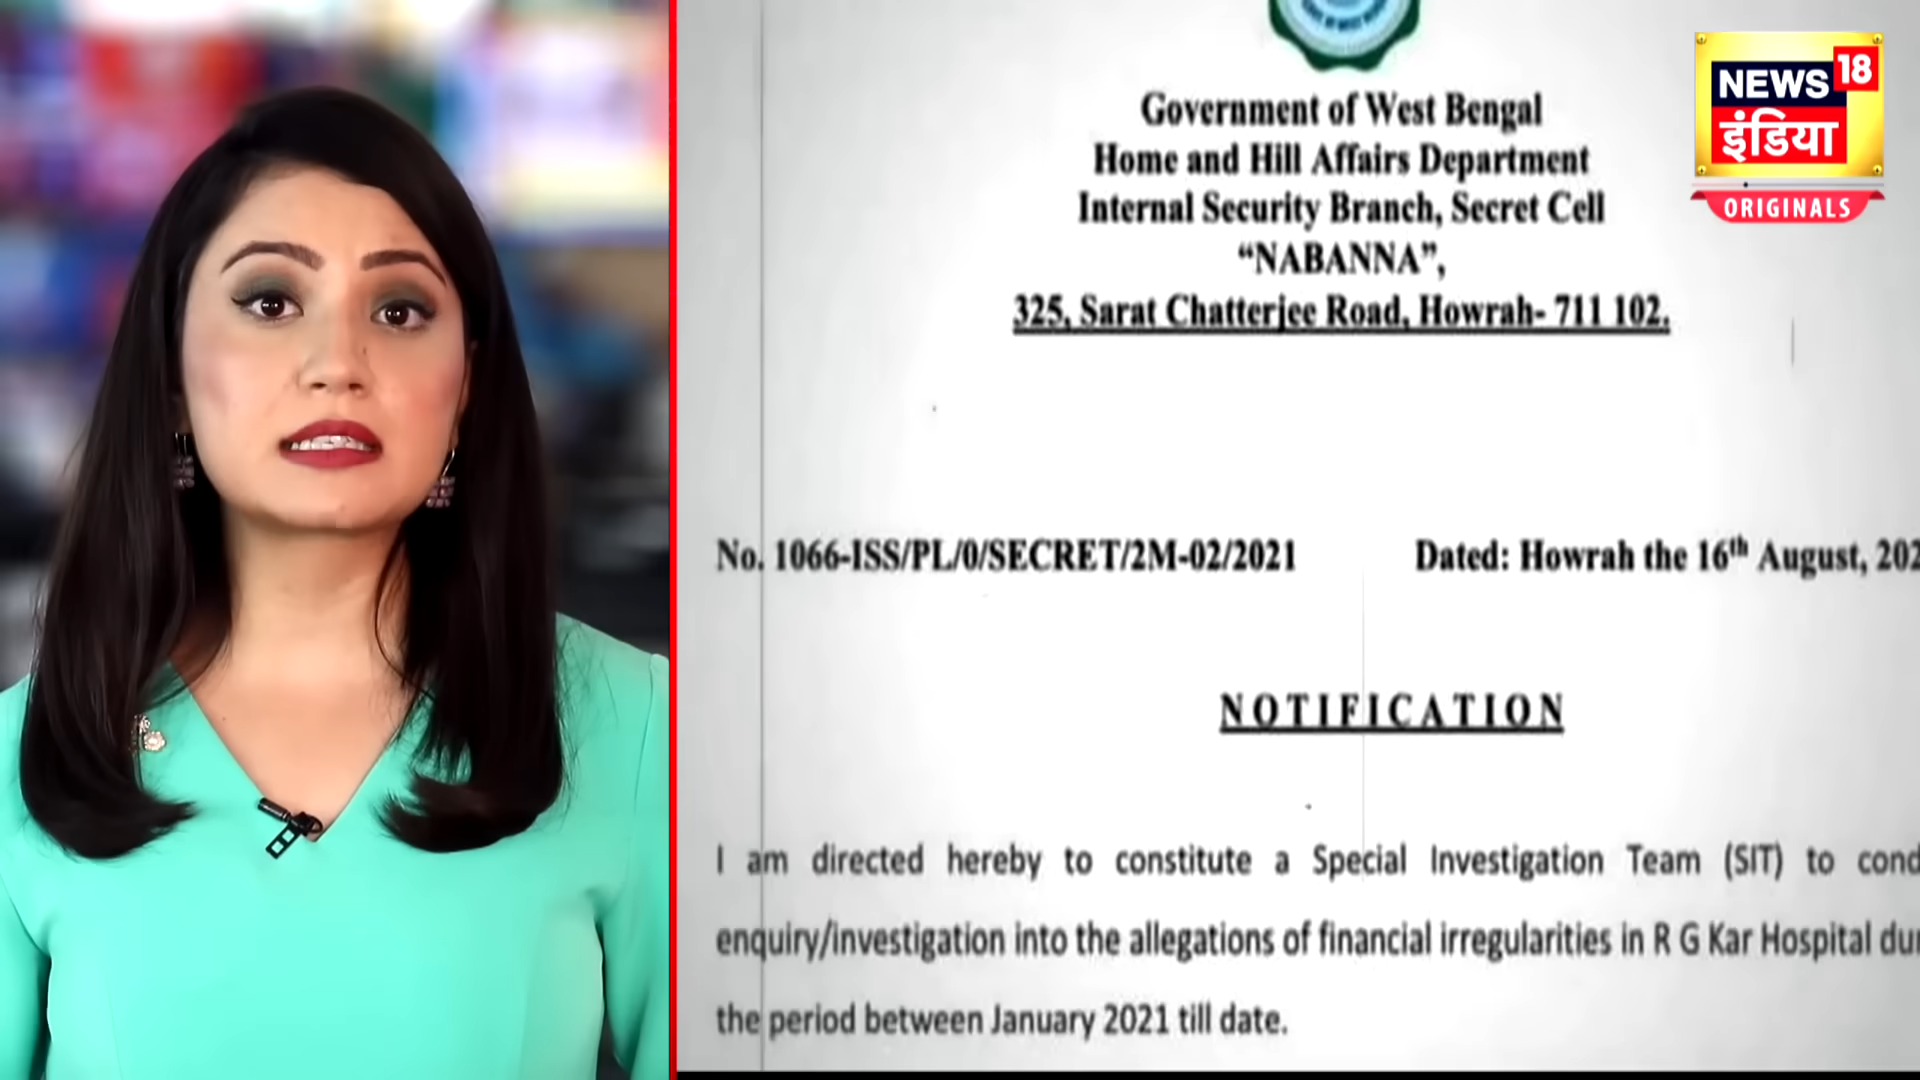 NEWS 18
इंडिया
ORIGINALS
Government of West Bengal
Home and Hill Affairs Department
Internal Security Branch, Secret Cell
“NABANNA”,
325, Sarat Chatterjee Road, Howrah- 711 102.
No. 1066-ISS/PL/0/SECRET/2M-02/2021 Dated: Howrah the 16th August, 202
NOTIFICATION
I am directed hereby to constitute a Special Investigation Team (SIT) to cond
enquiry/investigation into the allegations of financial irregularities in R G Kar Hospital dur
the period between January 2021 till date.